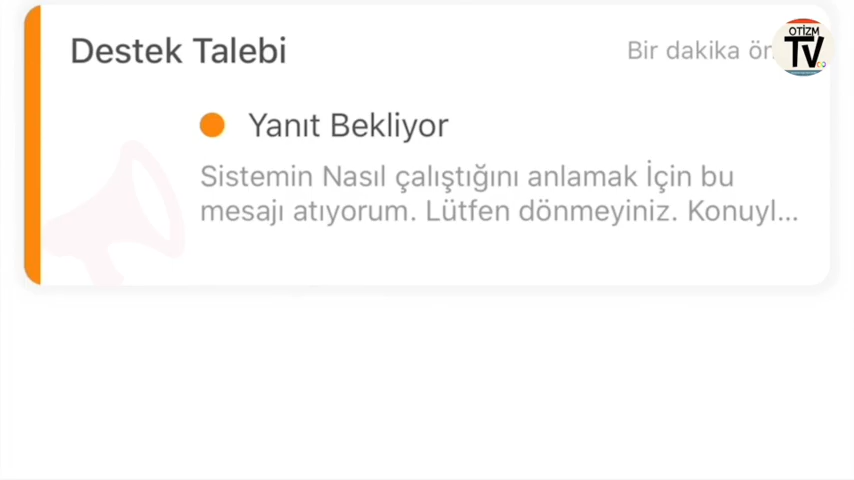 Destek Talebi
Bir dakika
OTİZM
TV
Yanıt Bekliyor
Sistemin Nasıl çalıştığını anlamak İçin bu
mesajı atıyorum. Lütfen dönmeyiniz. Konuyl...